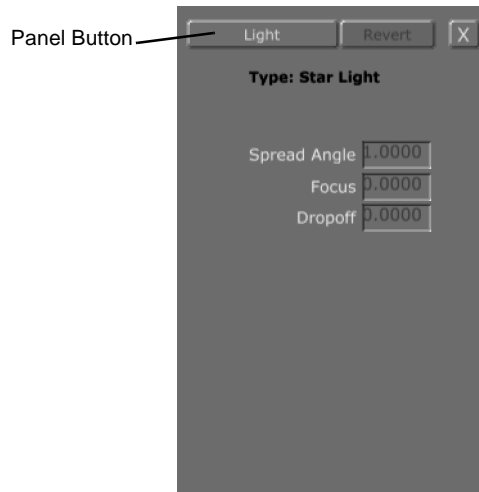 Panel Button
Light Revert X
Type: Star Light
Spread Angle 1.0000
Focus 0.0000
Dropoff 0.0000